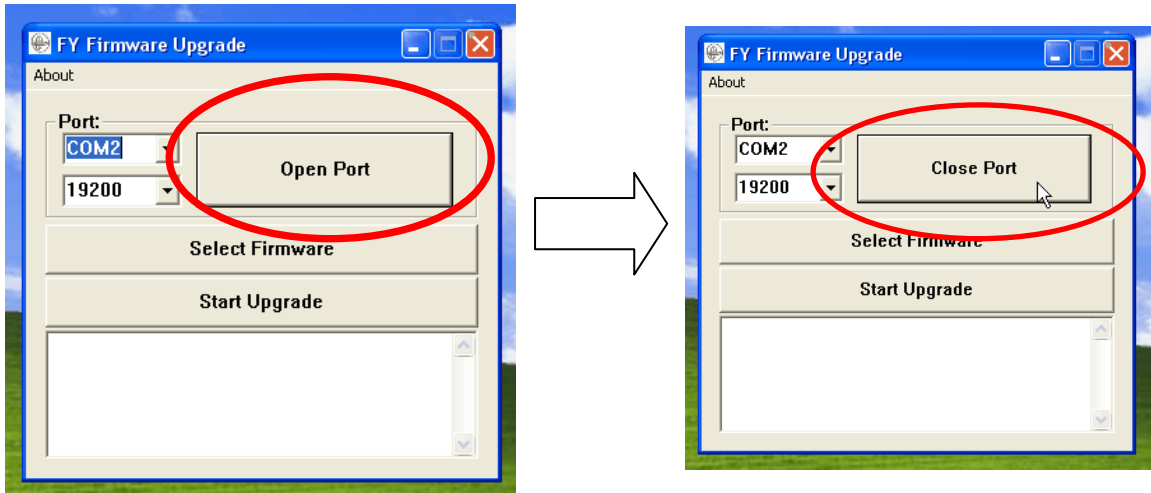 FY Firmware Upgrade
About
Port:
COM2
Open Port
19200
Select Firmware
Start Upgrade
FY Firmware Upgrade
About
Port:
COM2
Close Port
19200
Select Firmware
Start Upgrade